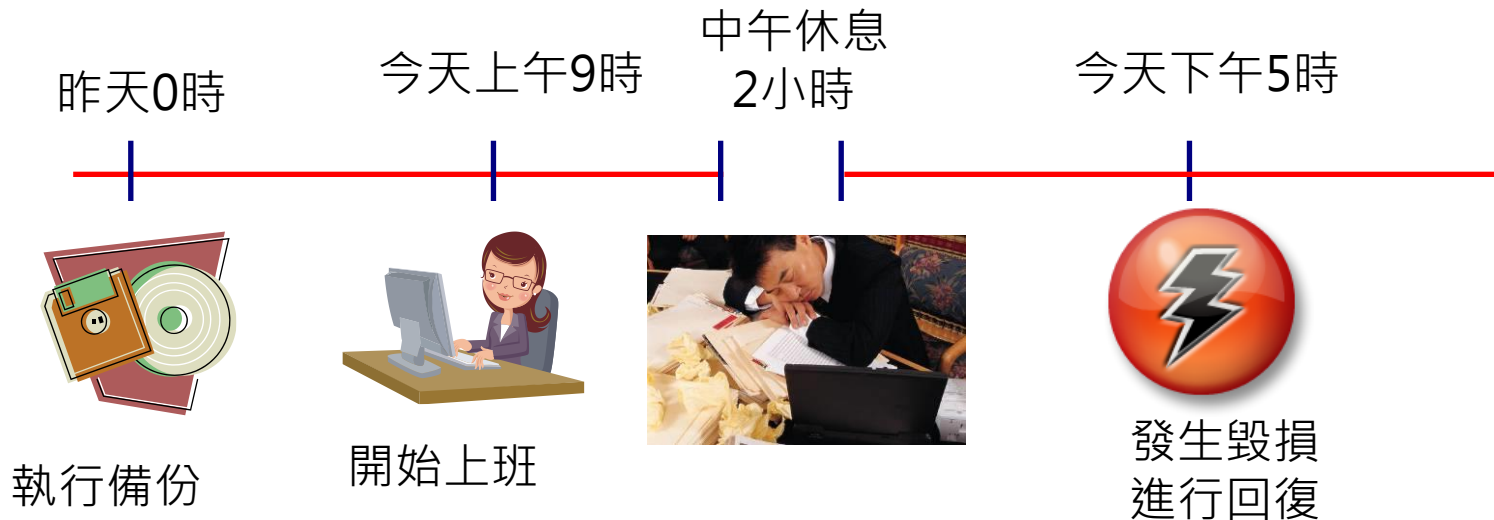 昨天0時
今天上午9時
中午休息
2小時
今天下午5時
執行備份
開始上班
發生毀損
進行回復